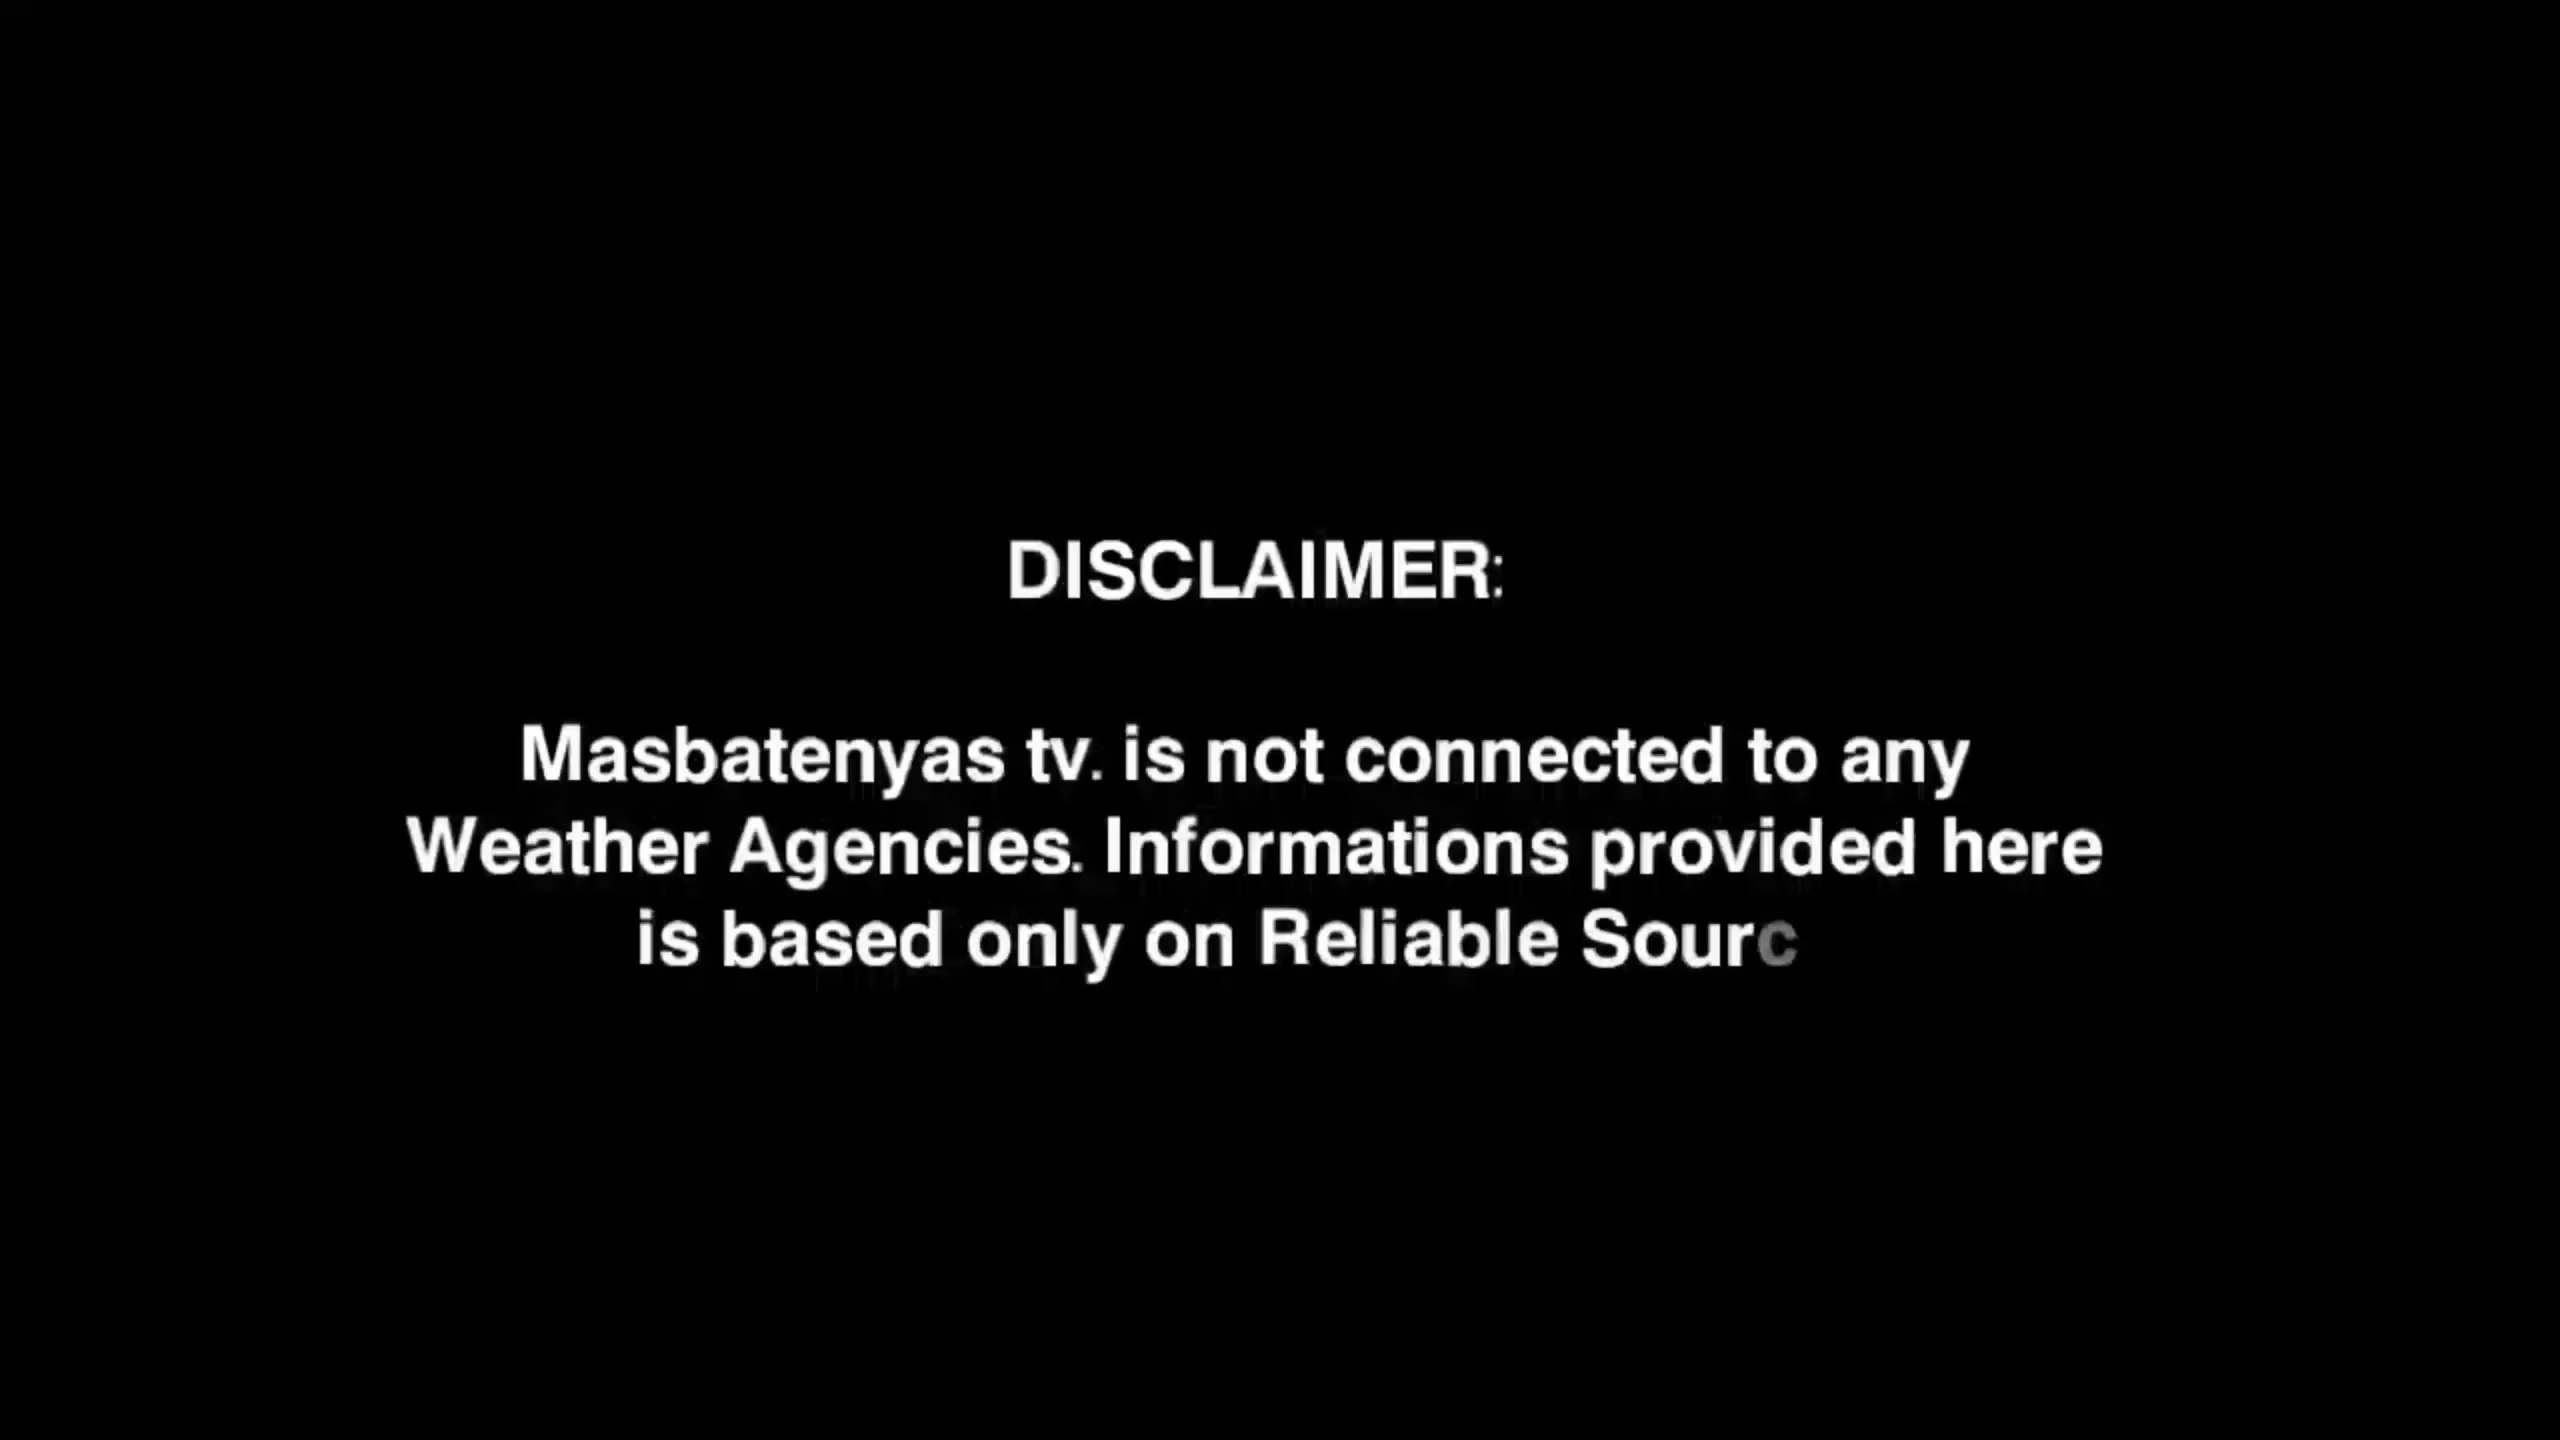 DISCLAIMER:
Masbatenyas tv. is not connected to any
Weather Agencies. Informations provided here
is based only on Reliable Sourc